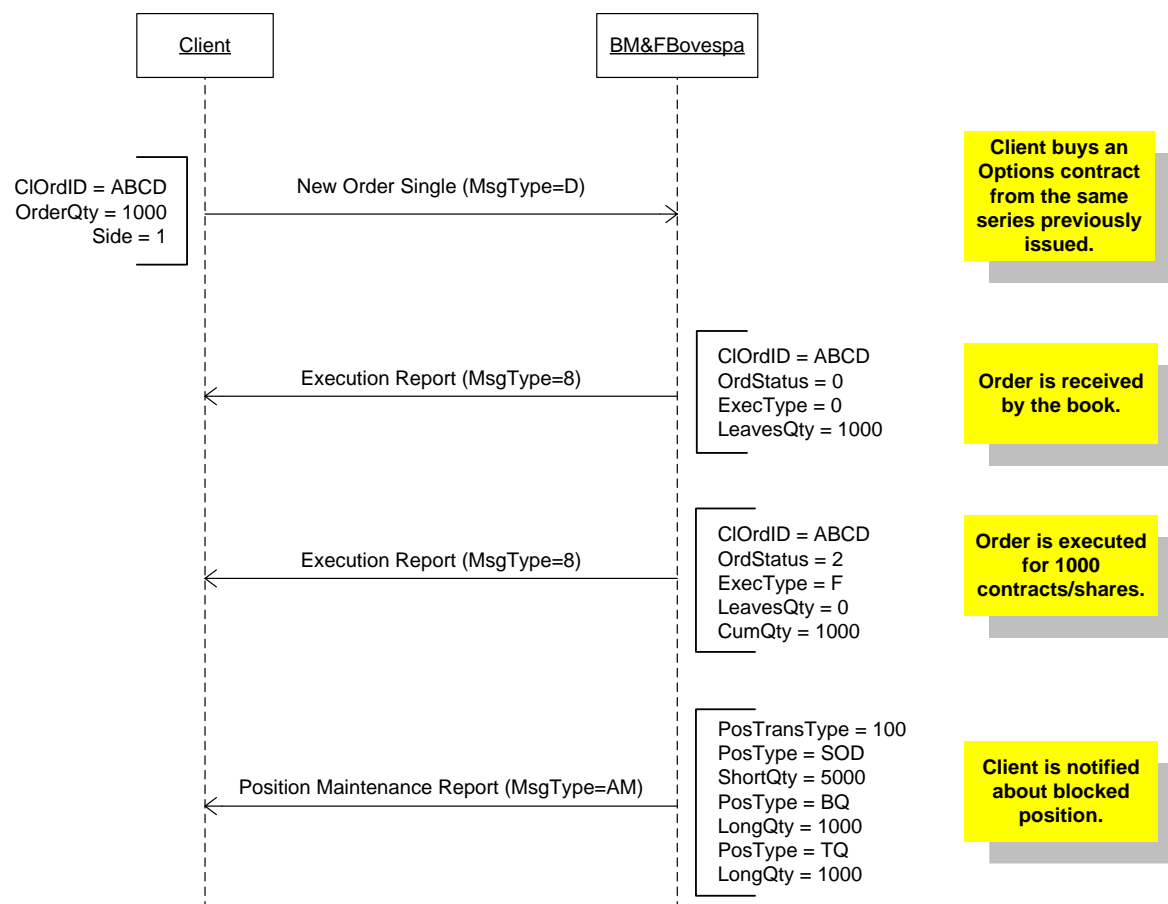 Client
BM&FBovespa
ClOrdID = ABCD
OrderQty = 1000
Side = 1
New Order Single (MsgType=D)
Client buys an
Options contract
from the same
series previously
issued.
Execution Report (MsgType=8)
ClOrdID = ABCD
OrdStatus = 0
ExecType = 0
LeavesQty = 1000
Order is received
by the book.
Execution Report (MsgType=8)
ClOrdID = ABCD
OrdStatus = 2
ExecType = F
LeavesQty = 0
CumQty = 1000
Order is executed
for 1000
contracts/shares.
Position Maintenance Report (MsgType=AM)
PosTransType = 100
PosType = SOD
ShortQty = 5000
PosType = BQ
LongQty = 1000
PosType = TQ
LongQty = 1000
Client is notified
about blocked
position.